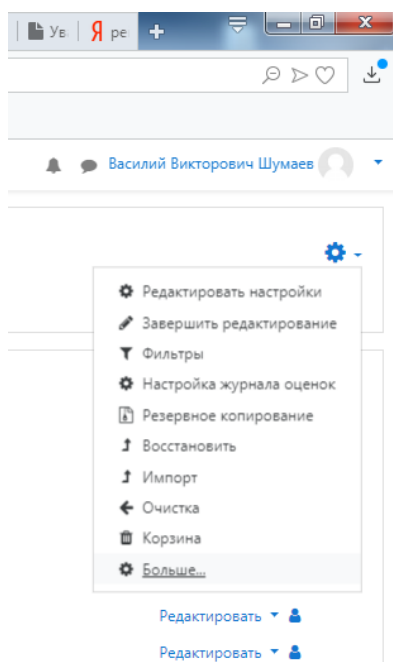 Ув. Я ре
Василий Викторович Шумаев
Редактировать настройки
Завершить редактирование
Фильтры
Настройка журнала оценок
Резервное копирование
Восстановить
Импорт
Очистка
Корзина
Больше...
Редактировать
Редактировать